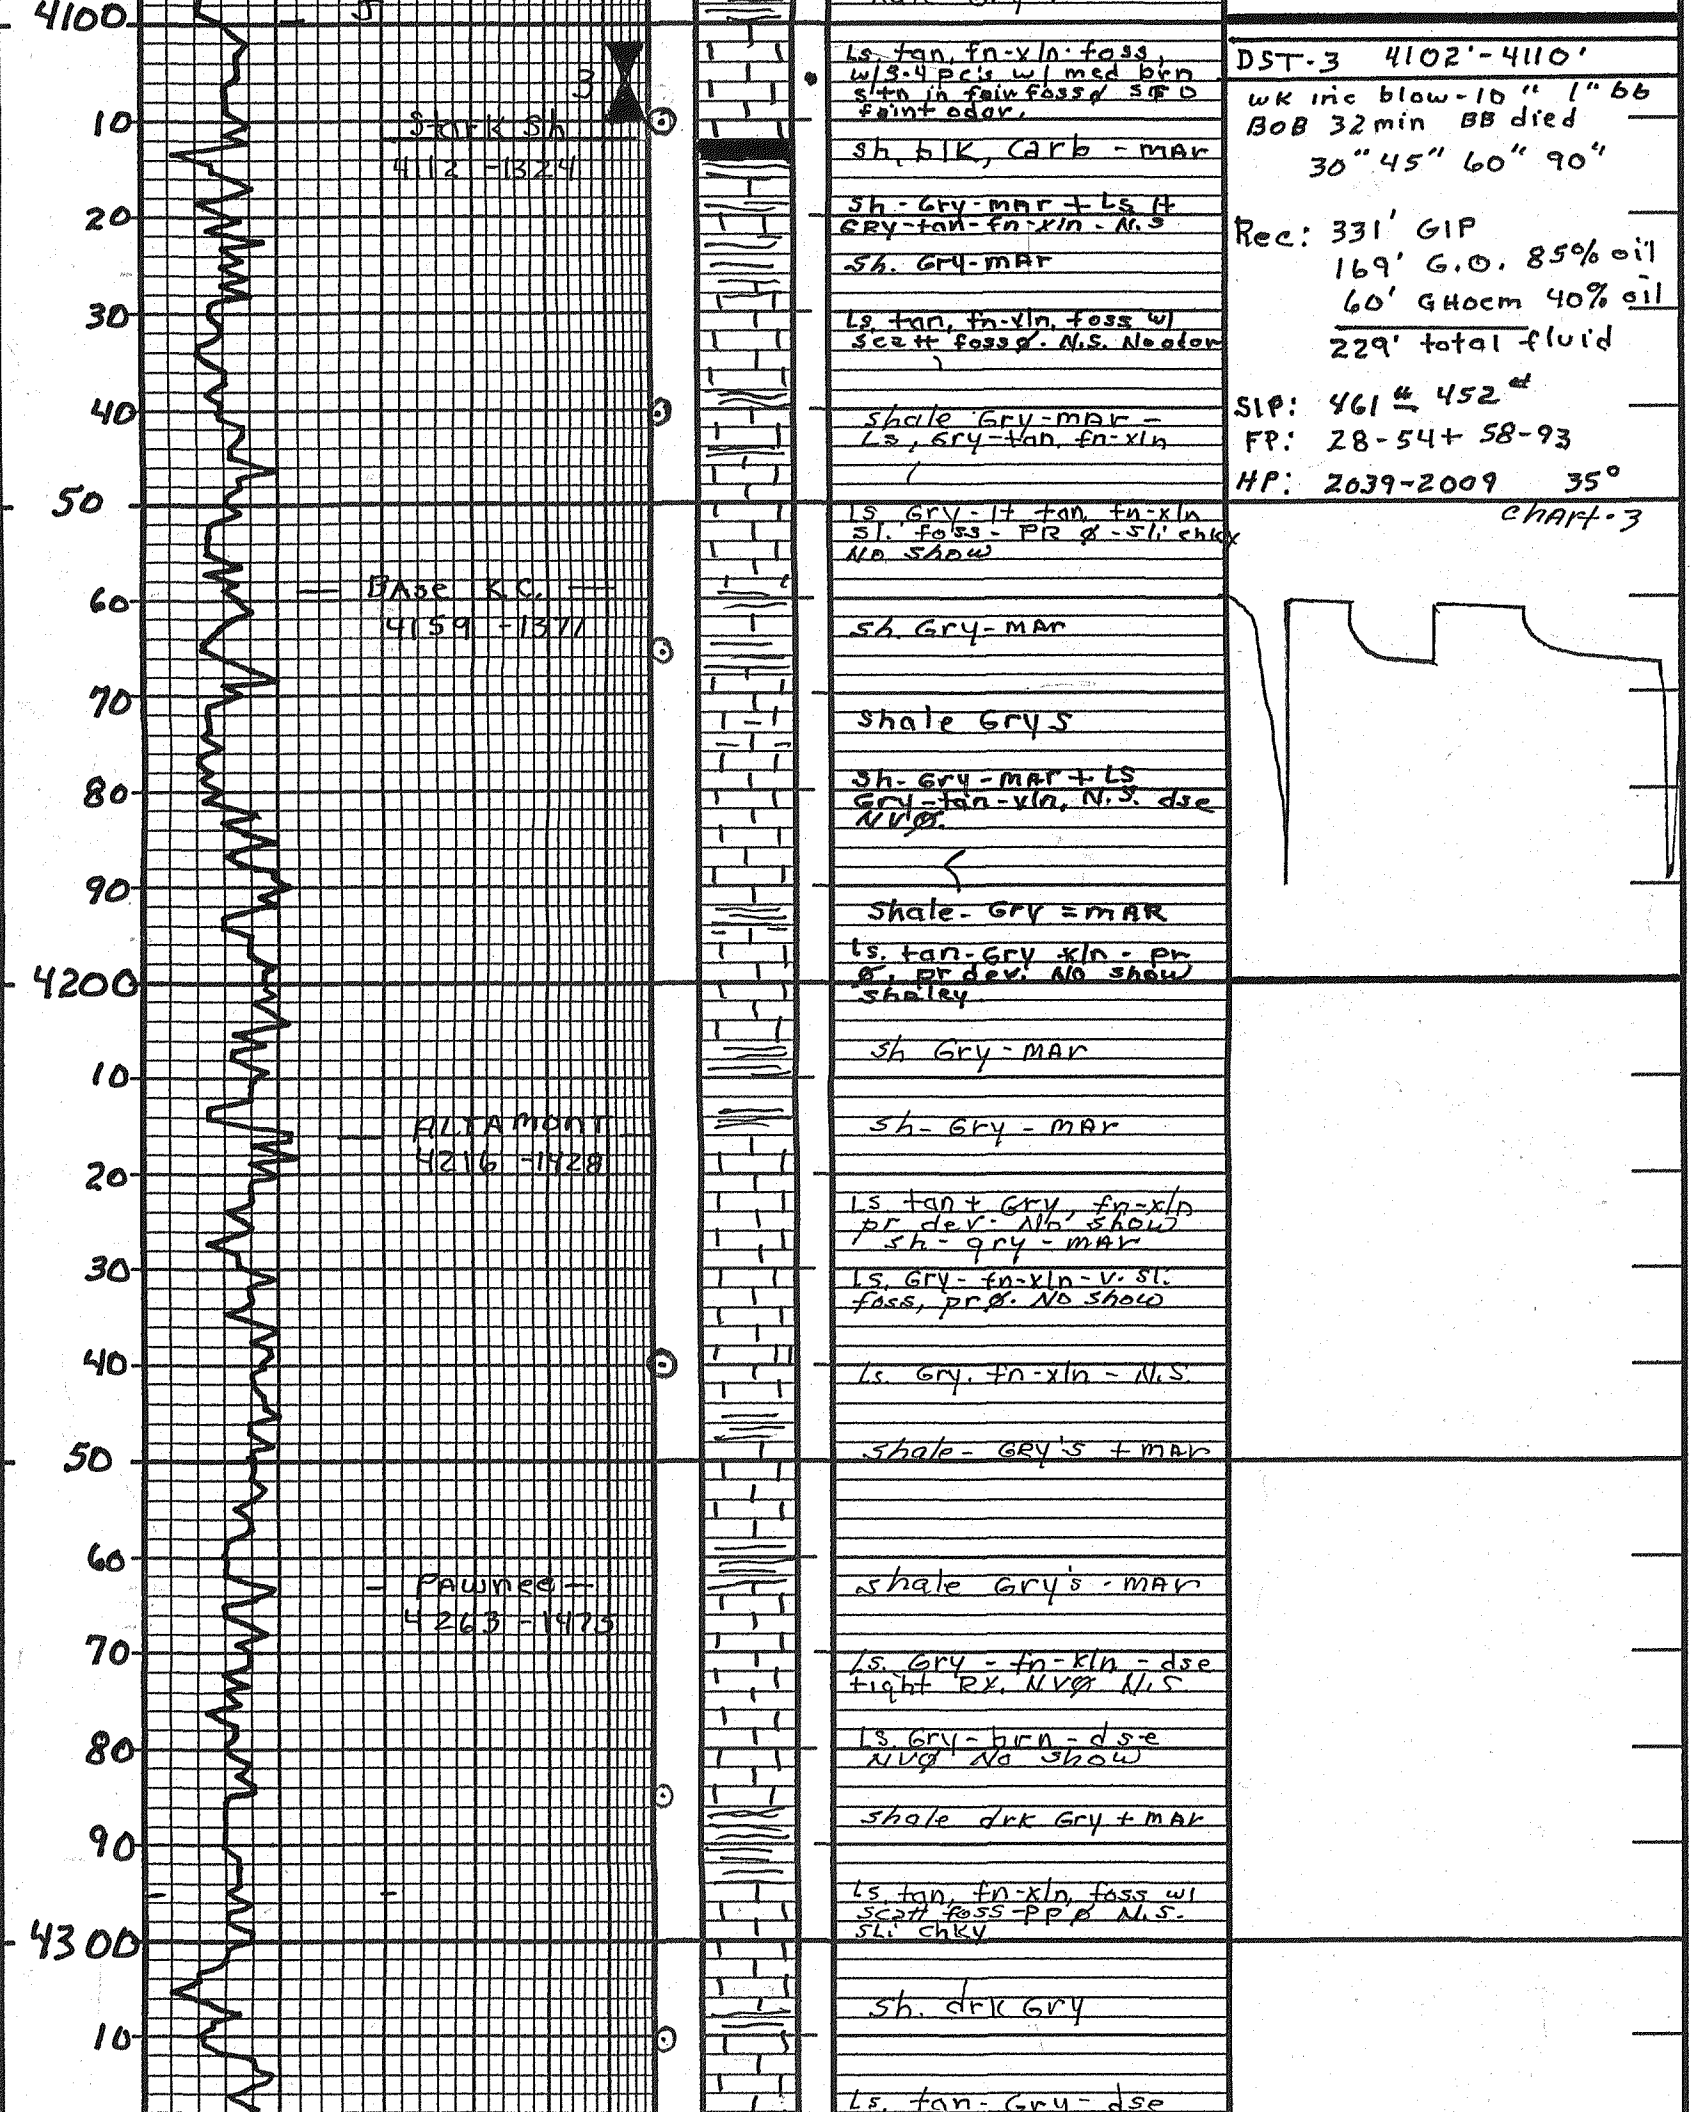 4100
10
20
30
40
50
60
70
80
90
4200
10
20
30
40
50
60
70
80
90
4300
10
3
Stark Sh
4112 -1324
BASE K.C.
4159 -1371
ALTAMONT
4216 -1428
Pawnee
4263 -1475
Ls, tan, fn-xln. foss,
w/3-4 pc's w/ med brn
stn in fair foss ø SFO
faint odor.
Sh, blk, Carb - MAr
Sh - Gry - mar + Ls lt
GRY-tan-fn-xln - N.S
Sh. Gry-mAr
Ls, tan, fn-xln, foss w/
scatt foss ø. N.S. No odor
shale Gry-mAr -
Ls, Gry-tan, fn-xln
Ls Gry - lt tan, fn-xln
Sl. foss - PR ø - sli chky
No show
Sh. Gry-MAr
Shale Grys
Sh - Gry - MAr + LS
Gry-tan-xln, N.S. dse
NVø.
Shale - Gry = mAR
Ls. tan-Gry xln - pr
ø, pr dev. No show
shaley
Sh Gry-MAr
Sh- Gry - MAr
Ls tan + Gry, fn-xln
pr dev. No show
sh - gry - MAr
Ls. Gry - fn-xln - v. sl.
foss, pr ø. No show
Ls. Gry. fn-xln - N.S.
Shale - GRY'S + mAr
Shale Gry's - MAr
Ls. Gry - fn-xln - dse
tight RX. NVø N.S
Ls. Gry-brn - dse
NVø No show
Shale drk Gry + MAr
Ls, tan, fn-xln, foss w/
scatt foss-PP ø N.S.
Sli chky
Sh. drk Gry
Ls. tan - Gry - dse
DST-3 4102'-4110'
wk inc blow-10" 1" bb
BOB 32 min BB died
30" 45" 60" 90"
Rec: 331' GIP
169' G.O. 85% oil
60' GHocm 40% oil
229' total fluid
SIP: 461# 452#
FP: 28-54 + 58-93
HP: 2039-2009 35°
CHArt-3